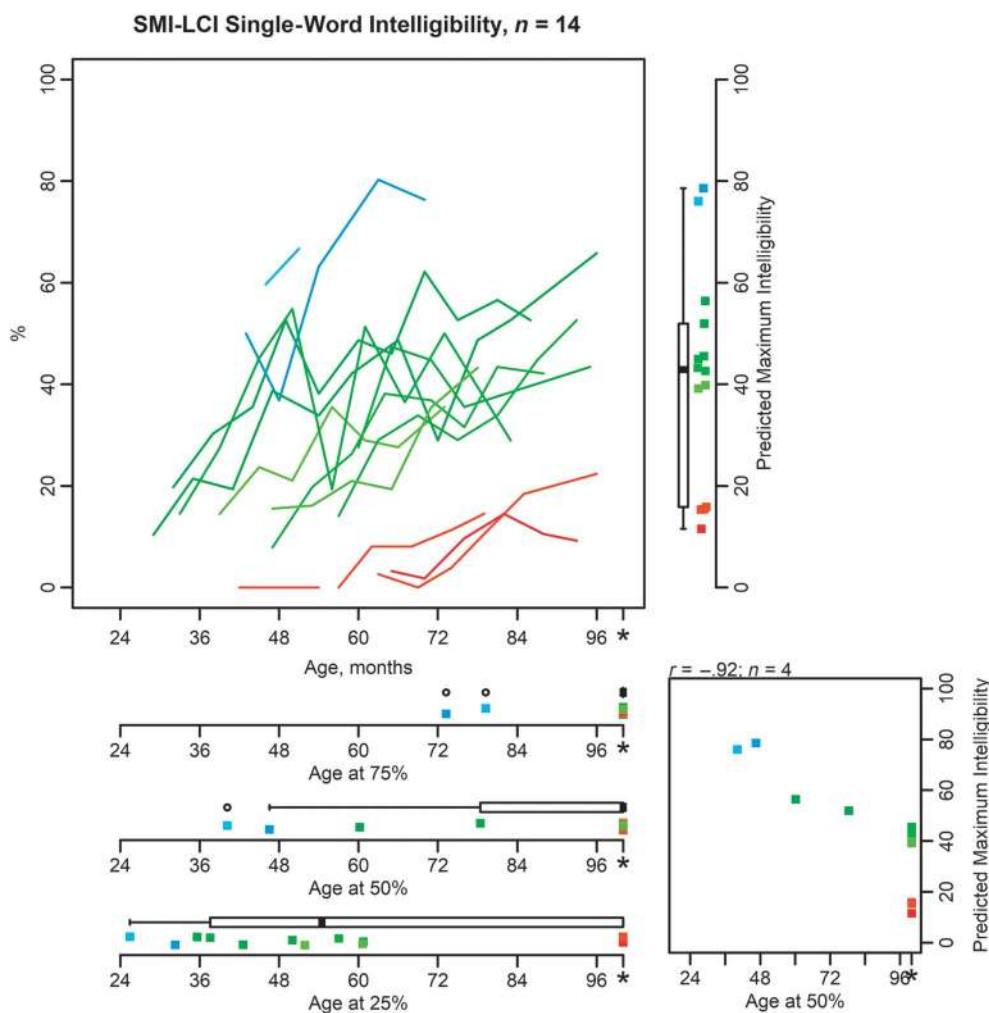 SMI-LCI Single-Word Intelligibility, n = 14
100
80
60
40
20
0
%
24 36 48 60 72 84 96 *
Age, months
100
80
60
40
20
0
Predicted Maximum Intelligibility
24 36 48 60 72 84 96 *
Age at 75%
24 36 48 60 72 84 96 *
Age at 50%
24 36 48 60 72 84 96 *
Age at 25%
r = –.92; n = 4
100
80
60
40
20
0
Predicted Maximum Intelligibility
24 48 72 96 *
Age at 50%